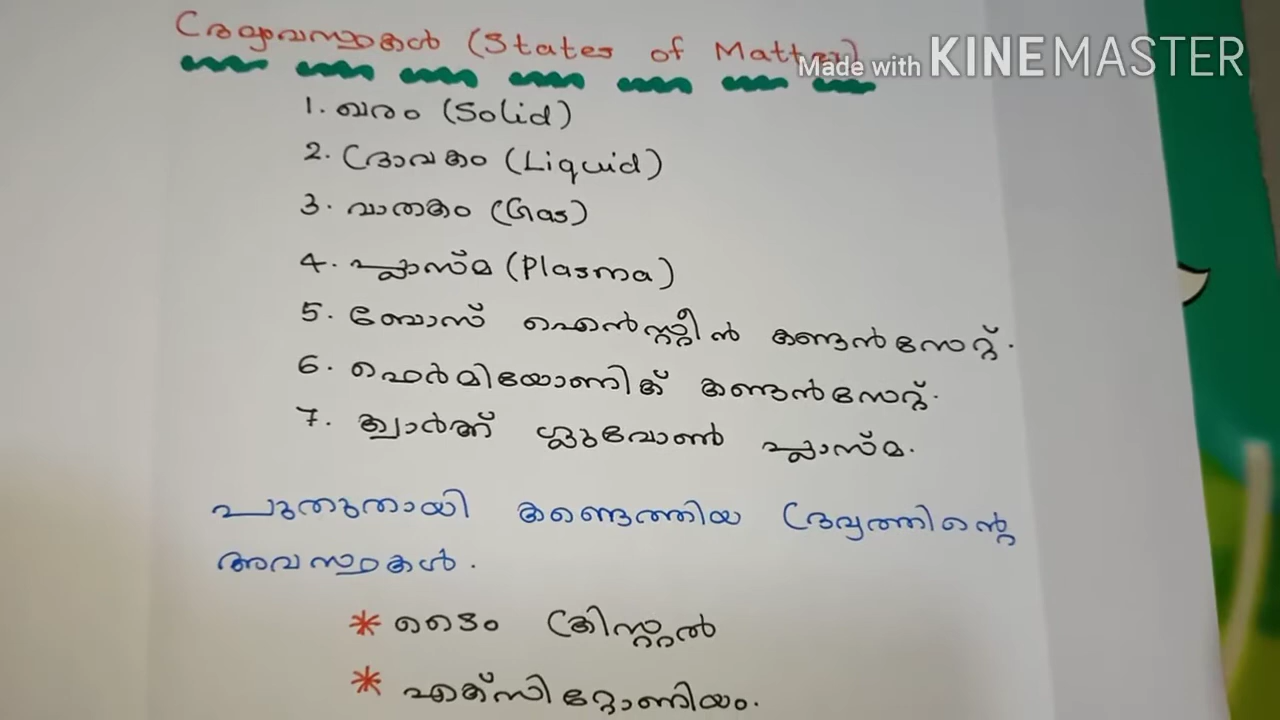 ദ്രവ്യാവസ്ഥകൾ (States of Matter)
Made with KINEMASTER
1. ഖരം (Solid)
2. ദ്രാവകം (Liquid)
3. വാതകം (Gas)
4. പ്ലാസ്മ (Plasma)
5. ബോസ് ഐൻസ്റ്റീൻ കണ്ടൻസേറ്റ്.
6. ഫെർമിയോണിക് കണ്ടൻസേറ്റ്.
7. ക്വാർക്ക് ഗ്ലുവോൺ പ്ലാസ്മ.
പുതുതായി കണ്ടെത്തിയ ദ്രവ്യത്തിന്റെ
അവസ്ഥകൾ.
* ടൈം ക്രിസ്റ്റൽ
* എക്സിറ്റോണിയം.